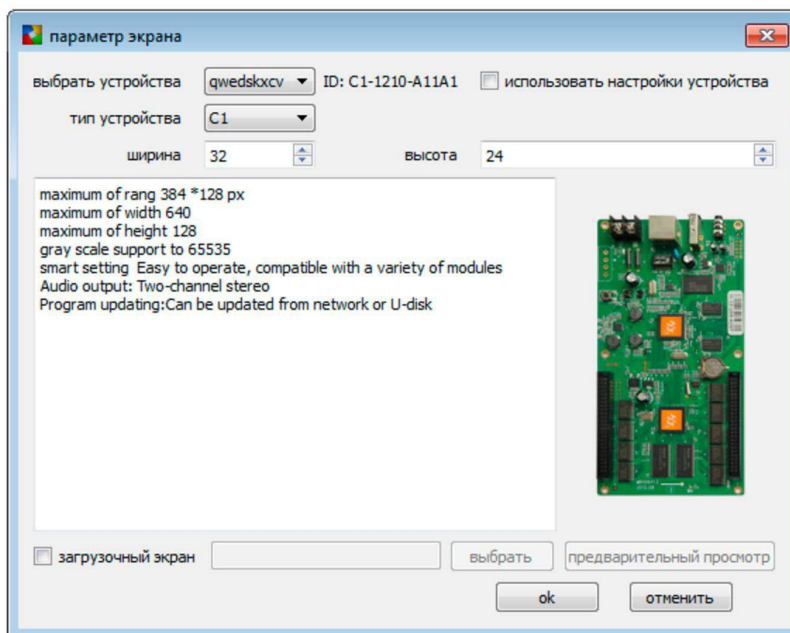 параметр экрана
выбрать устройства qwedskxcv ID: C1-1210-A11A1 использовать настройки устройства
тип устройства C1
ширина 32 высота 24
maximum of rang 384 *128 px
maximum of width 640
maximum of height 128
gray scale support to 65535
smart setting Easy to operate, compatible with a variety of modules
Audio output: Two-channel stereo
Program updating:Can be updated from network or U-disk
загрузочный экран выбрать предварительный просмотр
ok отменить